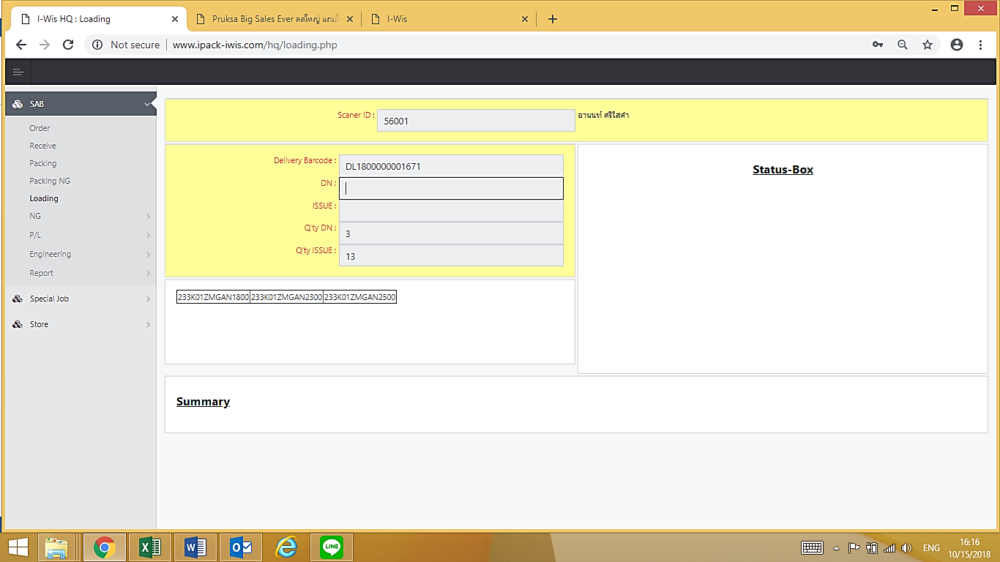 I-Wis HQ : Loading
Pruksa Big Sales Ever ลดใหญ่ แถมใ
I-Wis
Not secure
www.ipack-iwis.com/hq/loading.php
SAB
Order
Receive
Packing
Packing NG
Loading
NG
P/L
Engineering
Report
Special Job
Store
Scaner ID :
56001
อานนท์ ศรีใสคำ
Delivery Barcode :
DL1800000001671
DN :
ISSUE :
Q'ty DN :
3
Q'ty ISSUE :
13
233K01ZMGAN1800 233K01ZMGAN2300 233K01ZMGAN2500
Status-Box
Summary
LINE
ENG
16:16
10/15/2018